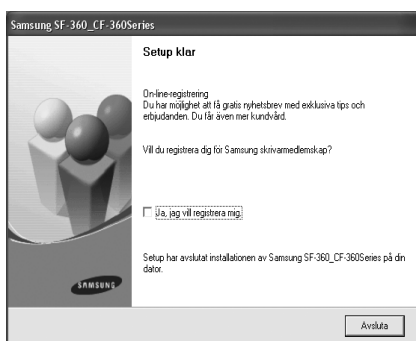 Samsung SF-360_CF-360Series
Setup klar
On-line-registrering
Du har möjlighet att få gratis nyhetsbrev med exklusiva tips och
erbjudanden. Du får även mer kundvård.
Vill du registrera dig för Samsung skrivarmedlemskap?
Ja, jag vill registrera mig.
Setup har avslutat installationen av Samsung SF-360_CF-360Series på din
dator.
SAMSUNG
Avsluta